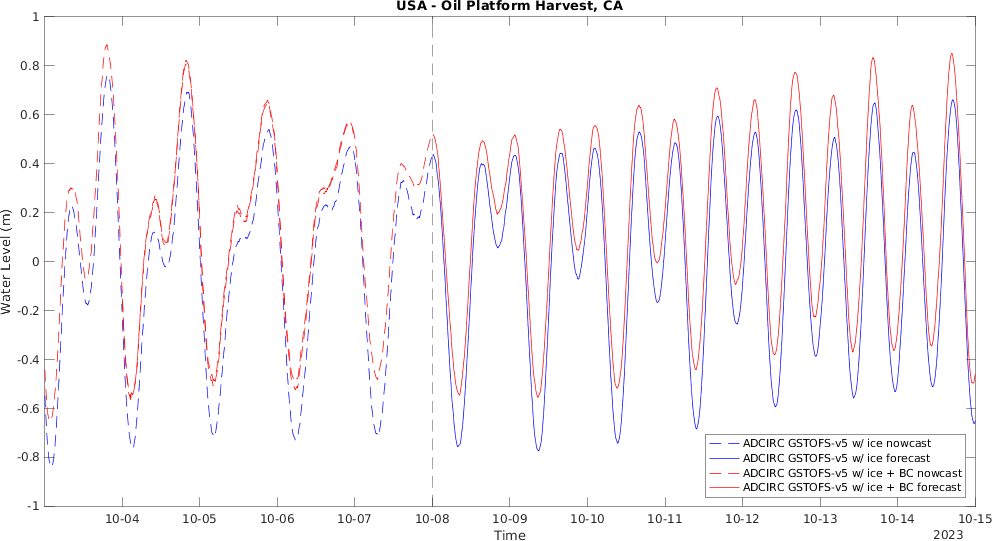 USA - Oil Platform Harvest, CA
1
0.8
0.6
0.4
0.2
0
-0.2
-0.4
-0.6
-0.8
-1
Water Level (m)
ADCIRC GSTOFS-v5 w/ ice nowcast
ADCIRC GSTOFS-v5 w/ ice forecast
ADCIRC GSTOFS-v5 w/ ice + BC nowcast
ADCIRC GSTOFS-v5 w/ ice + BC forecast
10-04 10-05 10-06 10-07 10-08 10-09 10-10 10-11 10-12 10-13 10-14 10-15
Time
2023